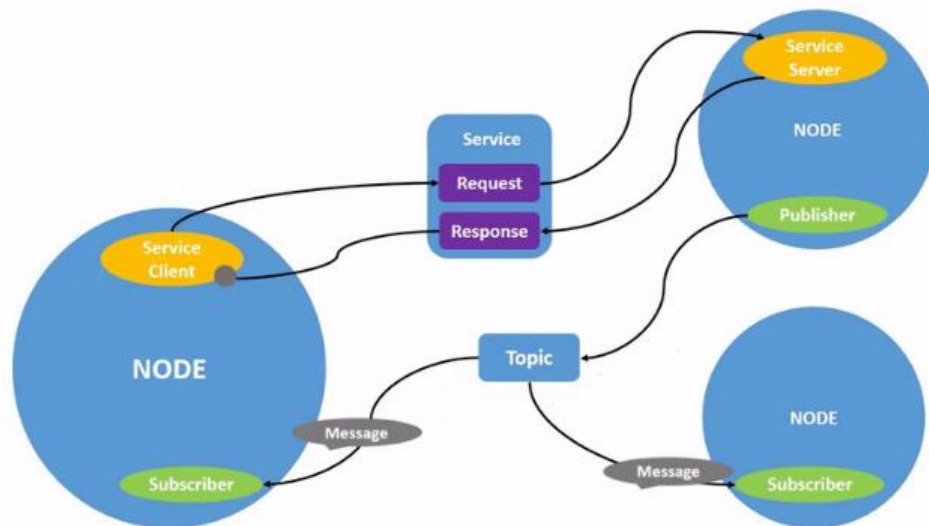 Service
Server
NODE
Publisher
Service
Request
Response
Service
Client
NODE
Subscriber
Topic
Message
Message
NODE
Subscriber